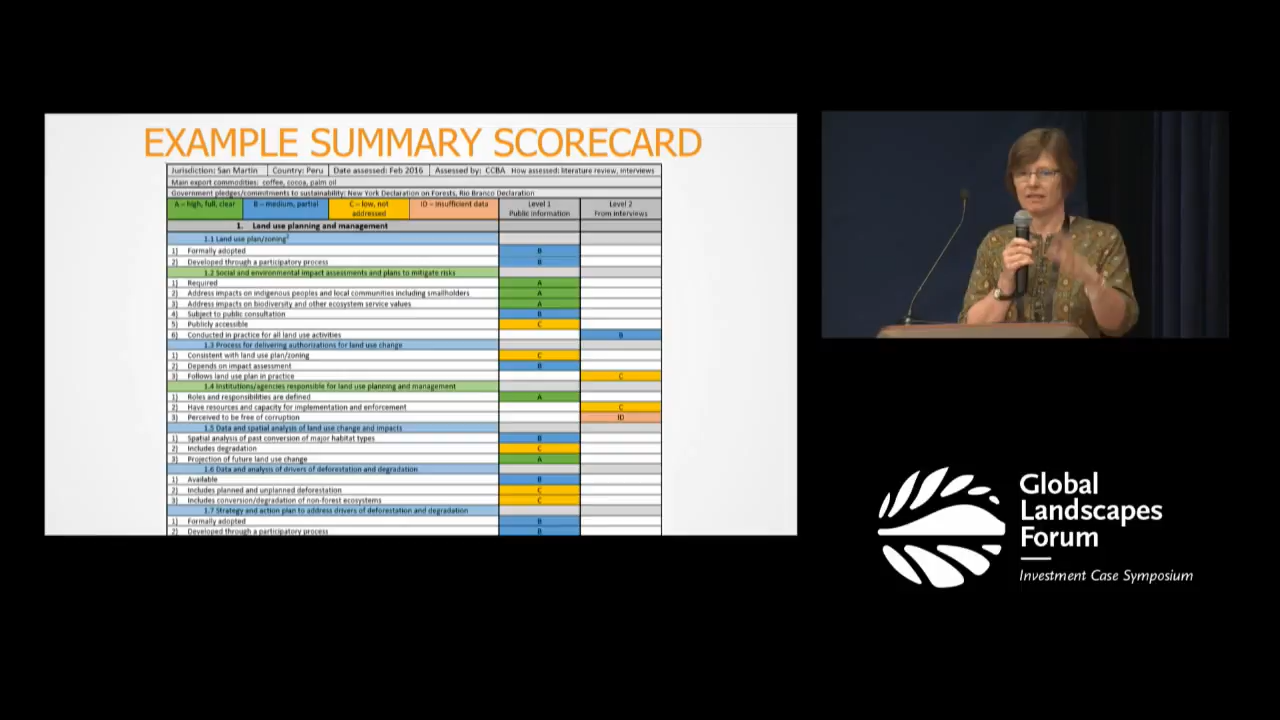 EXAMPLE SUMMARY SCORECARD
Jurisdiction: San Martin Country: Peru Date assessed: Feb 2016 Assessed by: CCBA How assessed: literature review, interviews
Main export commodities: coffee, cocoa, palm oil
Government pledges/commitments to sustainability: New York Declaration on Forests, Rio Branco Declaration
A – high, full, clear B – medium, partial C – low, not addressed ID – insufficient data Level 1 Public information Level 2 From interviews
1. Land use planning and management
1.1 Land use plan/zoning
1) Formally adopted B
2) Developed through a participatory process B
1.2 Social and environmental impact assessments and plans to mitigate risks
1) Required A
2) Address impacts on indigenous peoples and local communities including smallholders A
3) Address impacts on biodiversity and other ecosystem service values A
4) Subject to public consultation B
5) Publicly accessible C
6) Conducted in practice for all land use activities B
1.3 Process for delivering authorizations for land use change
1) Consistent with land use plan/zoning C
2) Depends on impact assessment B
3) Follows land use plan in practice C
1.4 Institutions/agencies responsible for land use planning and management
1) Roles and responsibilities are defined A
2) Have resources and capacity for implementation and enforcement C
3) Perceived to be free of corruption ID
1.5 Data and spatial analysis of land use change and impacts
1) Spatial analysis of past conversion of major habitat types B
2) Includes degradation C
3) Projection of future land use change A
1.6 Data and analysis of drivers of deforestation and degradation
1) Available B
2) Includes planned and unplanned deforestation C
3) Includes conversion/degradation of non-forest ecosystems C
1.7 Strategy and action plan to address drivers of deforestation and degradation
1) Formally adopted B
2) Developed through a participatory process B
Global
Landscapes
Forum
Investment Case Symposium